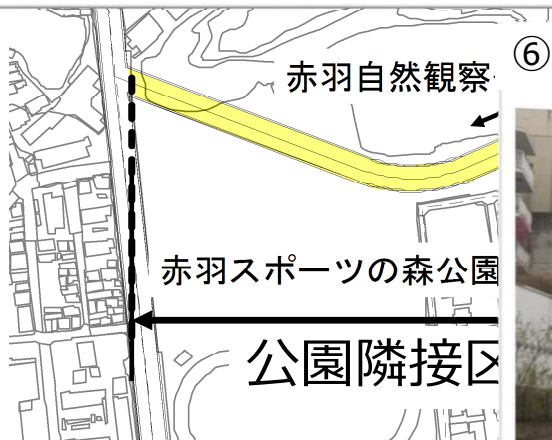 ⑥
赤羽自然観察
赤羽スポーツの森公園
公園隣接区